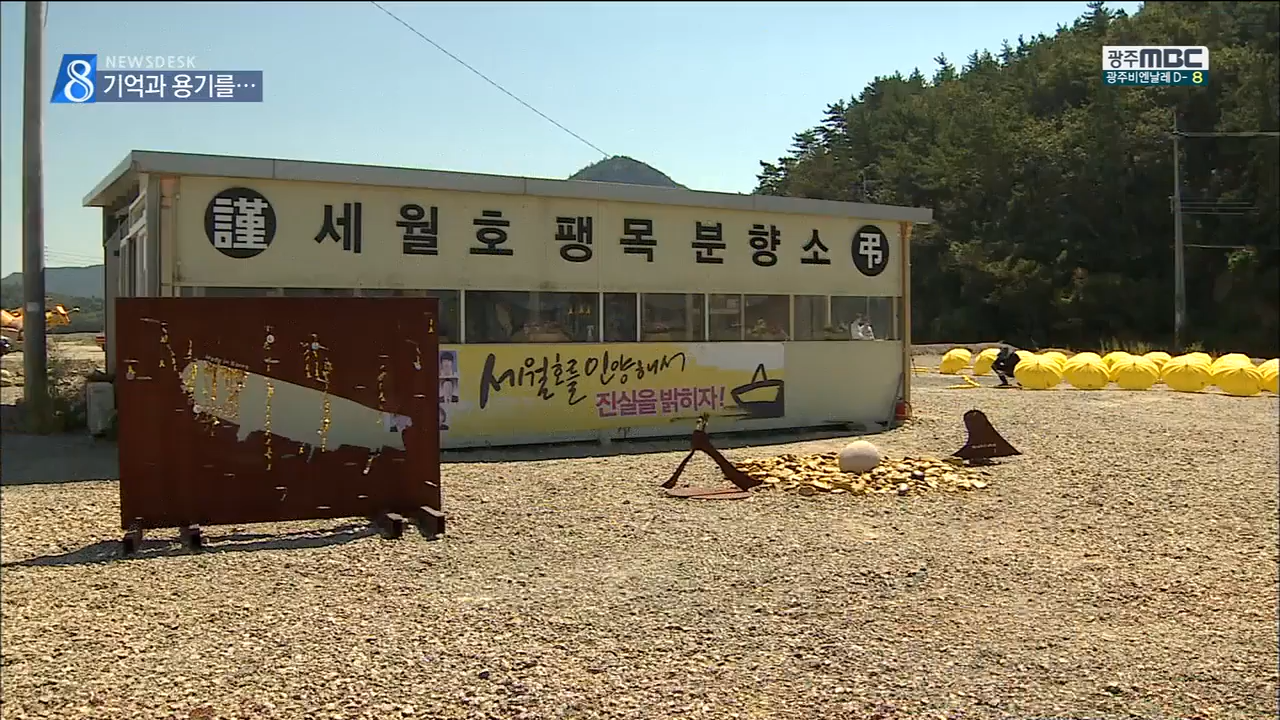 NEWSDESK
8 기억과 용기를…
광주MBC
광주비엔날레 D-8
謹 세월호 팽목 분향소 弔
세월호를 인양해서
진실을 밝히자!